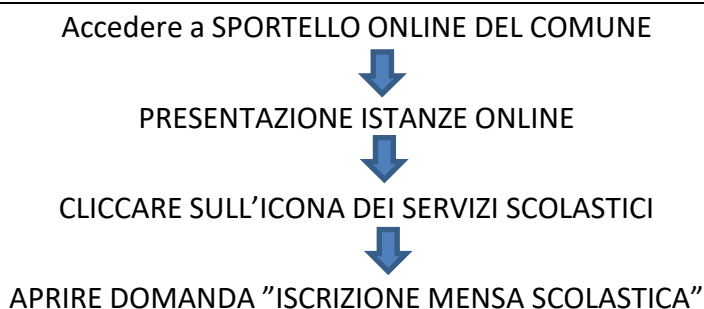 Accedere a SPORTELLO ONLINE DEL COMUNE
PRESENTAZIONE ISTANZE ONLINE
CLICCARE SULL’ICONA DEI SERVIZI SCOLASTICI
APRIRE DOMANDA ”ISCRIZIONE MENSA SCOLASTICA”